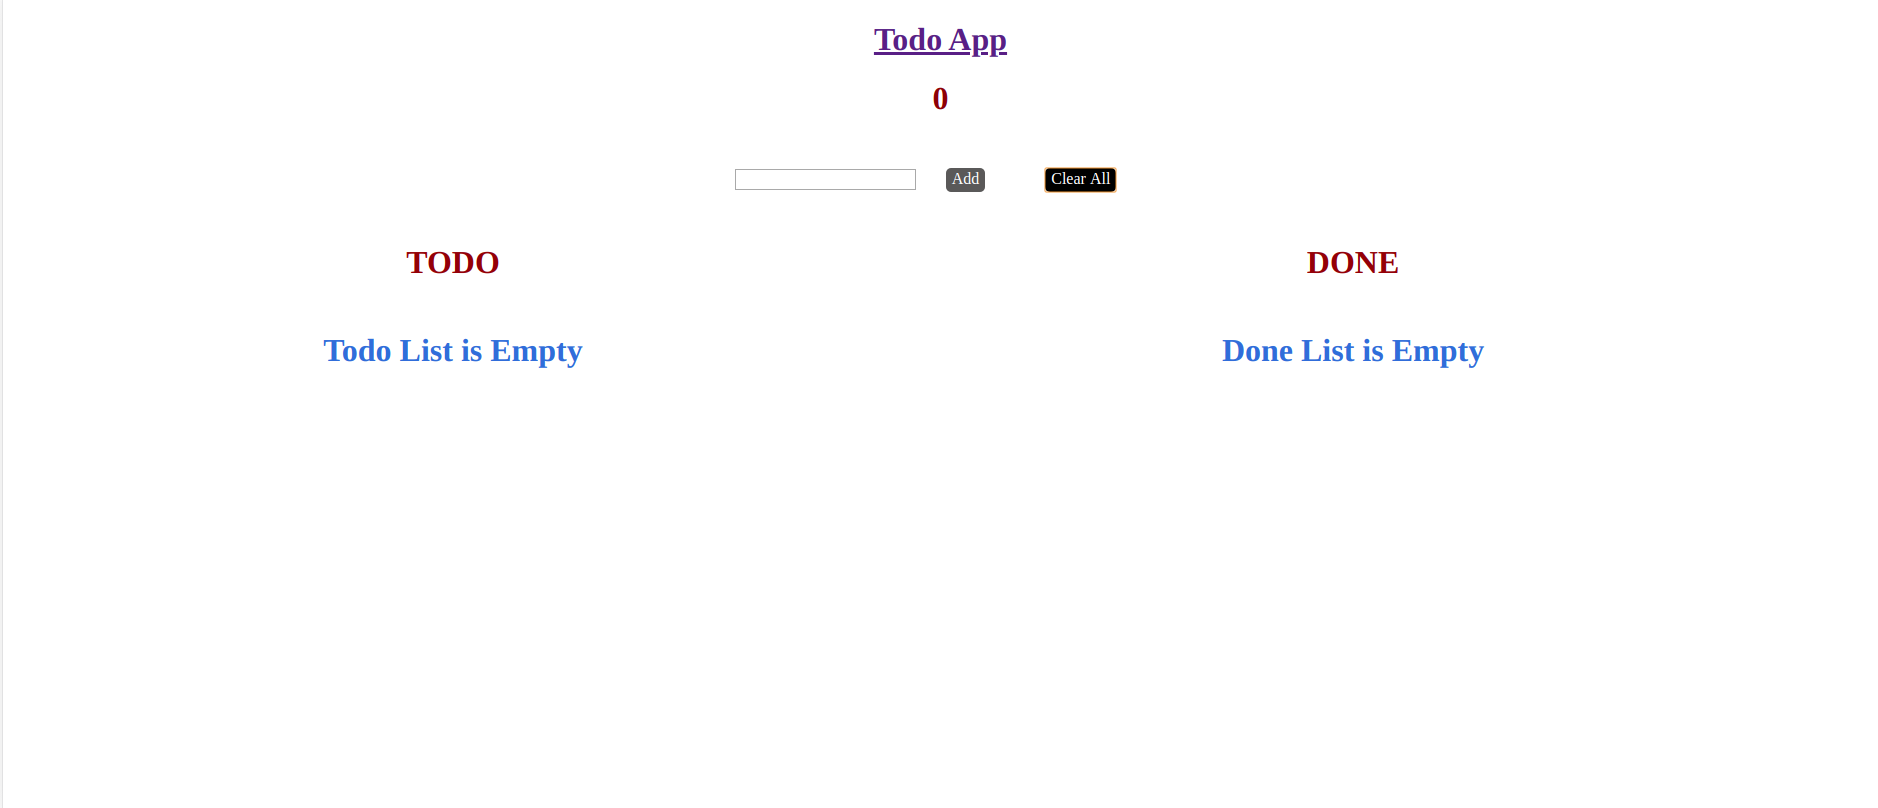 Todo App
0
Add
Clear All
TODO
DONE
Todo List is Empty
Done List is Empty